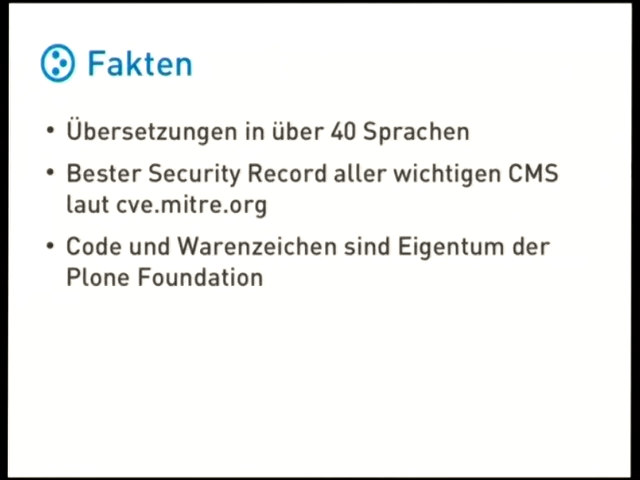 Fakten
• Übersetzungen in über 40 Sprachen
• Bester Security Record aller wichtigen CMS
laut cve.mitre.org
• Code und Warenzeichen sind Eigentum der
Plone Foundation